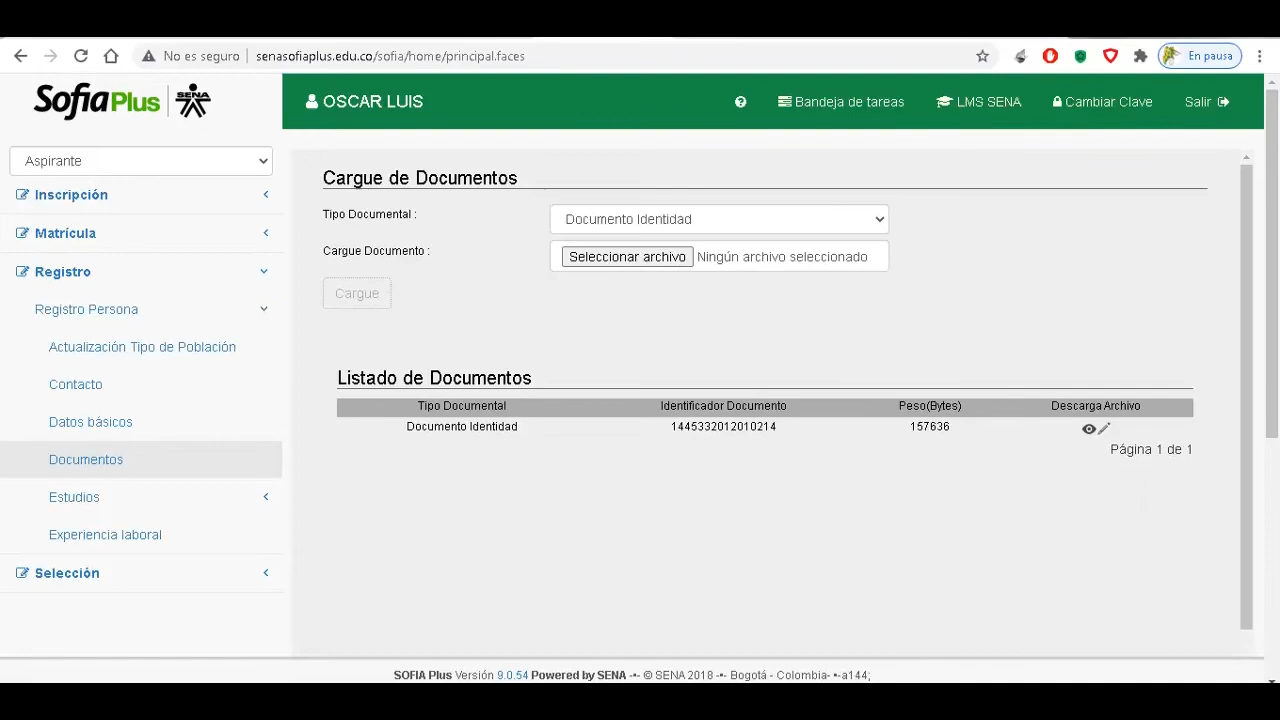 No es seguro senasofiaplus.edu.co/sofia/home/principal.faces En pausa
SofiaPlus SENA
OSCAR LUIS Bandeja de tareas LMS SENA Cambiar Clave Salir
Aspirante
Inscripción
Matrícula
Registro
Registro Persona
Actualización Tipo de Población
Contacto
Datos básicos
Documentos
Estudios
Experiencia laboral
Selección
Cargue de Documentos
Tipo Documental : Documento Identidad
Cargue Documento : Seleccionar archivo Ningún archivo seleccionado
Cargue
Listado de Documentos
Tipo Documental Identificador Documento Peso(Bytes) Descarga Archivo
Documento Identidad 1445332012010214 157636
Página 1 de 1
SOFIA Plus Versión 9.0.54 Powered by SENA -•- © SENA 2018 -•- Bogotá - Colombia- •-a144;